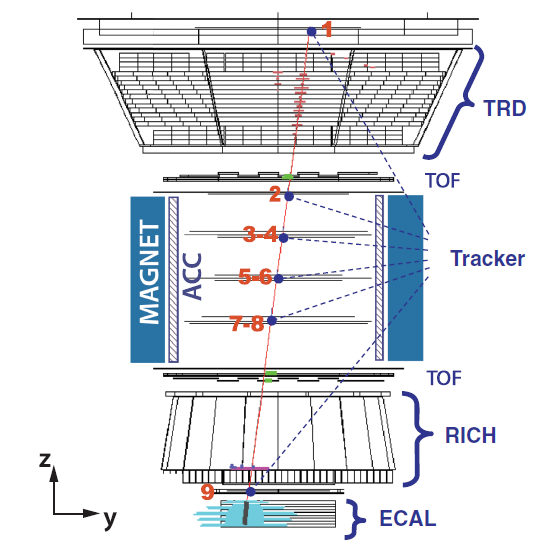 1
TRD
TOF
2
MAGNET
ACC
3-4
Tracker
5-6
7-8
TOF
RICH
z
y
9
ECAL